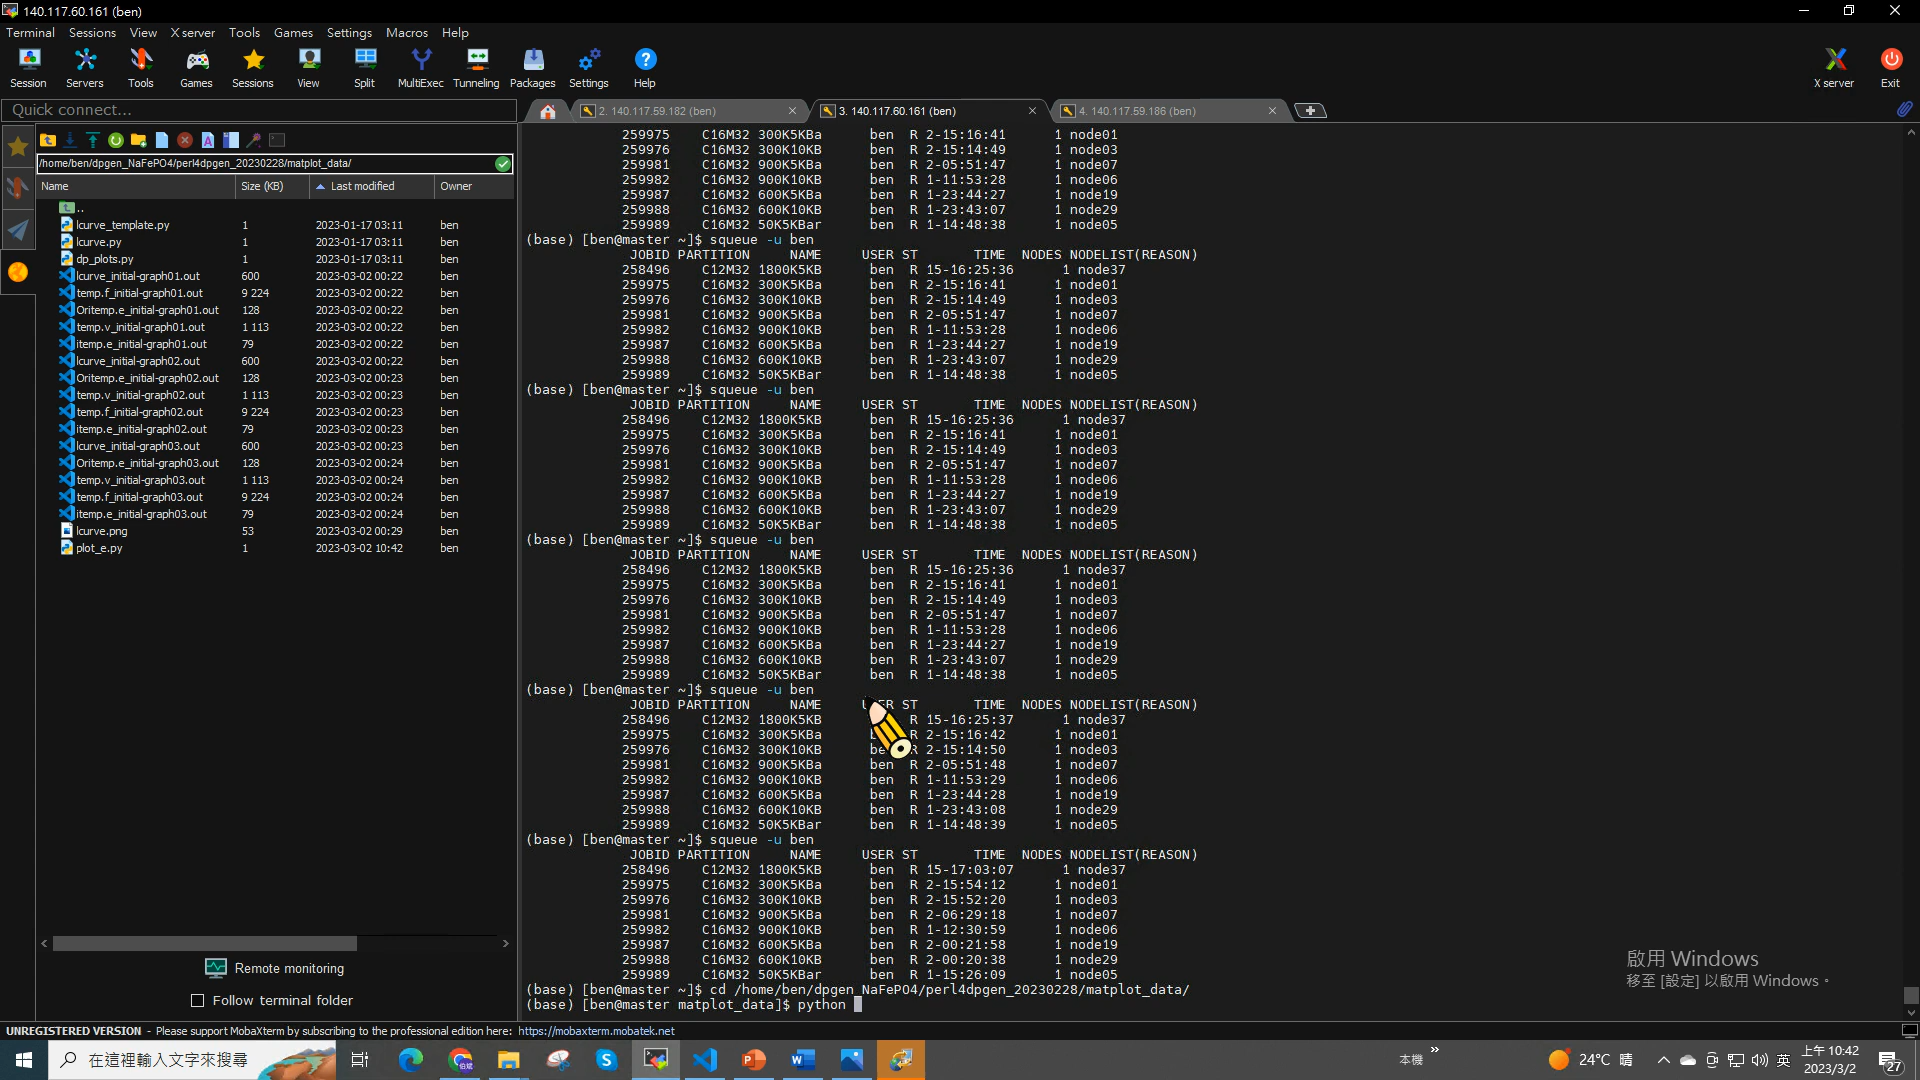 140.117.60.161 (ben)
Terminal Sessions View X server Tools Games Settings Macros Help
Session Servers Tools Games Sessions View Split MultiExec Tunneling Packages Settings Help X server Exit
Quick connect...
2. 140.117.59.182 (ben) 3. 140.117.60.161 (ben) 4. 140.117.59.186 (ben)
/home/ben/dpgen_NaFePO4/perl4dpgen_20230228/matplot_data/
Name Size (KB) Last modified Owner
..
lcurve_template.py 1 2023-01-17 03:11 ben
lcurve.py 1 2023-01-17 03:11 ben
dp_plots.py 1 2023-01-17 03:11 ben
lcurve_initial-graph01.out 600 2023-03-02 00:22 ben
temp.f_initial-graph01.out 9 224 2023-03-02 00:22 ben
Oritemp.e_initial-graph01.out 128 2023-03-02 00:22 ben
temp.v_initial-graph01.out 1 113 2023-03-02 00:22 ben
itemp.e_initial-graph01.out 79 2023-03-02 00:22 ben
lcurve_initial-graph02.out 600 2023-03-02 00:22 ben
Oritemp.e_initial-graph02.out 128 2023-03-02 00:23 ben
temp.v_initial-graph02.out 1 113 2023-03-02 00:23 ben
temp.f_initial-graph02.out 9 224 2023-03-02 00:23 ben
itemp.e_initial-graph02.out 79 2023-03-02 00:23 ben
lcurve_initial-graph03.out 600 2023-03-02 00:23 ben
Oritemp.e_initial-graph03.out 128 2023-03-02 00:24 ben
temp.v_initial-graph03.out 1 113 2023-03-02 00:24 ben
temp.f_initial-graph03.out 9 224 2023-03-02 00:24 ben
itemp.e_initial-graph03.out 79 2023-03-02 00:24 ben
lcurve.png 53 2023-03-02 00:29 ben
plot_e.py 1 2023-03-02 10:42 ben
Remote monitoring
Follow terminal folder
259975 C16M32 300K5KBa ben R 2-15:16:41 1 node01
259976 C16M32 300K10KB ben R 2-15:14:49 1 node03
259981 C16M32 900K5KBa ben R 2-05:51:47 1 node07
259982 C16M32 900K10KB ben R 1-11:53:28 1 node06
259987 C16M32 600K5KBa ben R 1-23:44:27 1 node19
259988 C16M32 600K10KB ben R 1-23:43:07 1 node29
259989 C16M32 50K5KBar ben R 1-14:48:38 1 node05
(base) [ben@master ~]$ squeue -u ben
JOBID PARTITION NAME USER ST TIME NODES NODELIST(REASON)
258496 C12M32 1800K5KB ben R 15-16:25:36 1 node37
259975 C16M32 300K5KBa ben R 2-15:16:41 1 node01
259976 C16M32 300K10KB ben R 2-15:14:49 1 node03
259981 C16M32 900K5KBa ben R 2-05:51:47 1 node07
259982 C16M32 900K10KB ben R 1-11:53:28 1 node06
259987 C16M32 600K5KBa ben R 1-23:44:27 1 node19
259988 C16M32 600K10KB ben R 1-23:43:07 1 node29
259989 C16M32 50K5KBar ben R 1-14:48:38 1 node05
(base) [ben@master ~]$ squeue -u ben
JOBID PARTITION NAME USER ST TIME NODES NODELIST(REASON)
258496 C12M32 1800K5KB ben R 15-16:25:36 1 node37
259975 C16M32 300K5KBa ben R 2-15:16:41 1 node01
259976 C16M32 300K10KB ben R 2-15:14:49 1 node03
259981 C16M32 900K5KBa ben R 2-05:51:47 1 node07
259982 C16M32 900K10KB ben R 1-11:53:28 1 node06
259987 C16M32 600K5KBa ben R 1-23:44:27 1 node19
259988 C16M32 600K10KB ben R 1-23:43:07 1 node29
259989 C16M32 50K5KBar ben R 1-14:48:38 1 node05
(base) [ben@master ~]$ squeue -u ben
JOBID PARTITION NAME USER ST TIME NODES NODELIST(REASON)
258496 C12M32 1800K5KB ben R 15-16:25:36 1 node37
259975 C16M32 300K5KBa ben R 2-15:16:41 1 node01
259976 C16M32 300K10KB ben R 2-15:14:49 1 node03
259981 C16M32 900K5KBa ben R 2-05:51:47 1 node07
259982 C16M32 900K10KB ben R 1-11:53:28 1 node06
259987 C16M32 600K5KBa ben R 1-23:44:27 1 node19
259988 C16M32 600K10KB ben R 1-23:43:07 1 node29
259989 C16M32 50K5KBar ben R 1-14:48:38 1 node05
(base) [ben@master ~]$ squeue -u ben
JOBID PARTITION NAME USER ST TIME NODES NODELIST(REASON)
258496 C12M32 1800K5KB R 15-16:25:37 1 node37
259975 C16M32 300K5KBa R 2-15:16:42 1 node01
259976 C16M32 300K10KB R 2-15:14:50 1 node03
259981 C16M32 900K5KBa ben R 2-05:51:48 1 node07
259982 C16M32 900K10KB ben R 1-11:53:29 1 node06
259987 C16M32 600K5KBa ben R 1-23:44:28 1 node19
259988 C16M32 600K10KB ben R 1-23:43:08 1 node29
259989 C16M32 50K5KBar ben R 1-14:48:39 1 node05
(base) [ben@master ~]$ squeue -u ben
JOBID PARTITION NAME USER ST TIME NODES NODELIST(REASON)
258496 C12M32 1800K5KB ben R 15-17:03:07 1 node37
259975 C16M32 300K5KBa ben R 2-15:54:12 1 node01
259976 C16M32 300K10KB ben R 2-15:52:20 1 node03
259981 C16M32 900K5KBa ben R 2-06:29:18 1 node07
259982 C16M32 900K10KB ben R 1-12:30:59 1 node06
259987 C16M32 600K5KBa ben R 2-00:21:58 1 node19
259988 C16M32 600K10KB ben R 2-00:20:38 1 node29
259989 C16M32 50K5KBar ben R 1-15:26:09 1 node05
(base) [ben@master ~]$ cd /home/ben/dpgen_NaFePO4/perl4dpgen_20230228/matplot_data/
(base) [ben@master matplot_data]$ python
啟用 Windows
移至 [設定] 以啟用 Windows。
UNREGISTERED VERSION - Please support MobaXterm by subscribing to the professional edition here: https://mobaxterm.mobatek.net
在這裡輸入文字來搜尋
本機 »
24°C 晴
英
上午 10:42
2023/3/2
27